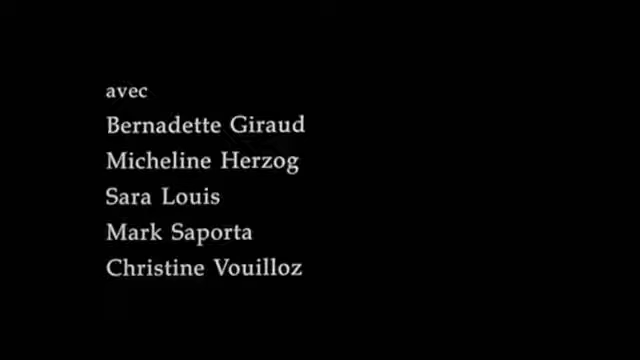 avec
Bernadette Giraud
Micheline Herzog
Sara Louis
Mark Saporta
Christine Vouilloz